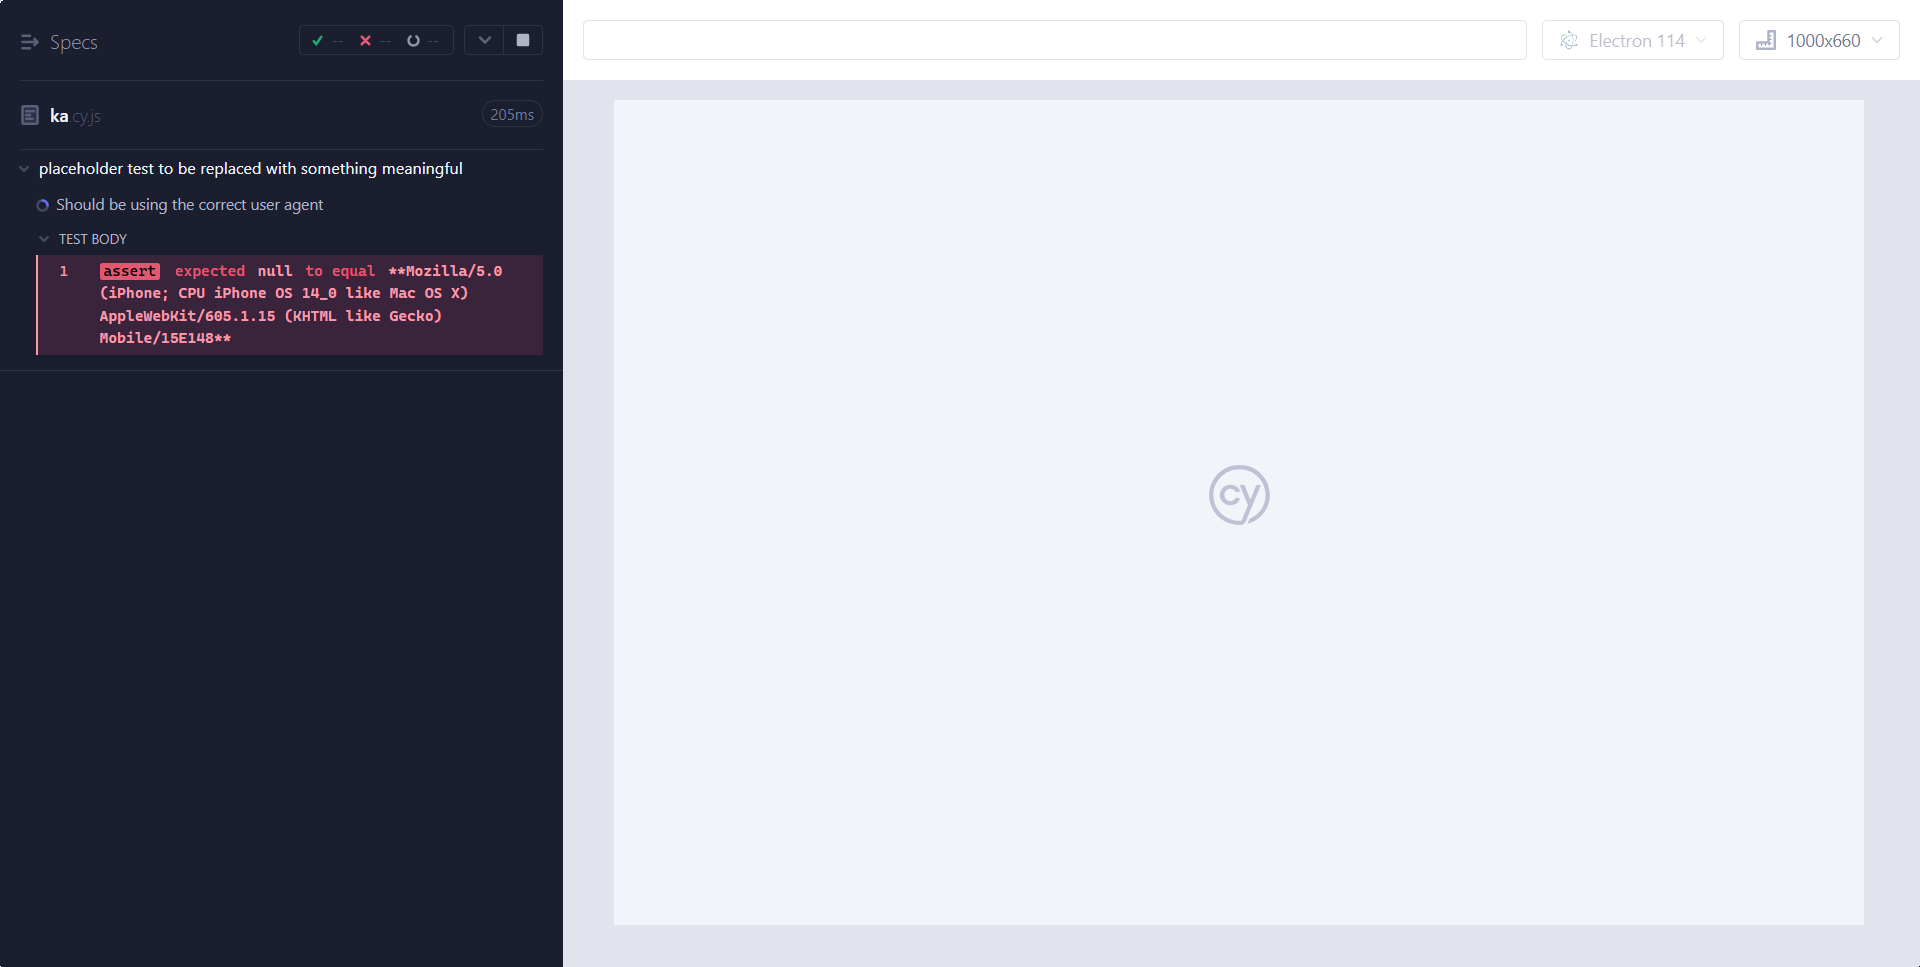 Specs
-- -- --
Electron 114
1000x660
ka.cy.js
205ms
placeholder test to be replaced with something meaningful
Should be using the correct user agent
TEST BODY
1 assert expected null to equal **Mozilla/5.0
(iPhone; CPU iPhone OS 14_0 like Mac OS X)
AppleWebKit/605.1.15 (KHTML like Gecko)
Mobile/15E148**
cy